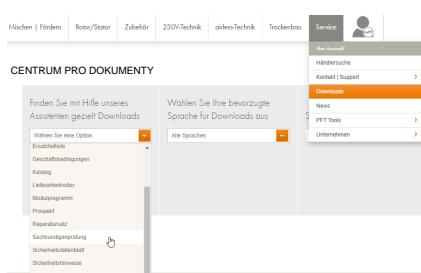 Mischen | Fördern Rotor/Stator Zubehör 230V-Technik airless-Technik Trockenbau Service
Ihre Auswahl
Händlersuche
Kontakt | Support
Downloads
News
PFT Tools
Unternehmen
CENTRUM PRO DOKUMENTY
Finden Sie mit Hilfe unseres
Assistenten gezielt Downloads
Wählen Sie eine Option
Ersatzteilliste
Geschäftsbedingungen
Katalog
Lieferantenkodex
Modulprogramm
Prospekt
Reparatursatz
Sachkundigenprüfung
Sicherheitsdatenblatt
Sicherheitshinweise
Wählen Sie Ihre bevorzugte
Sprache für Downloads aus
Alle Sprachen
S